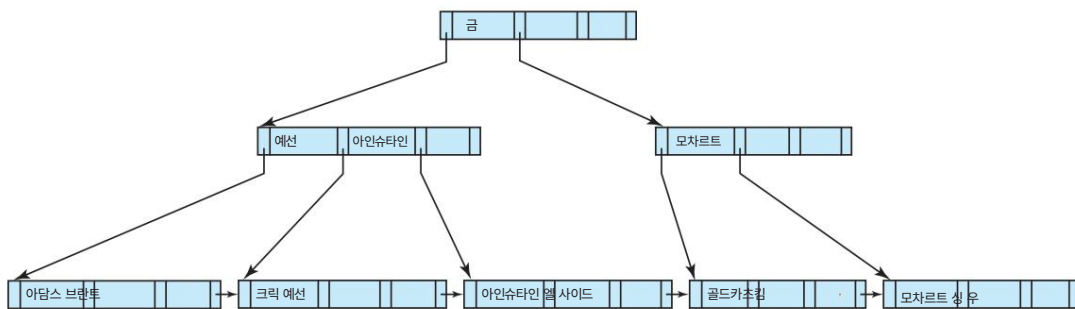 금
예선 아인슈타인
모차르트
아담스 브란트
크릭 예선
아인슈타인 엘 사이드
골드카츠킴
모차르트 싱 우